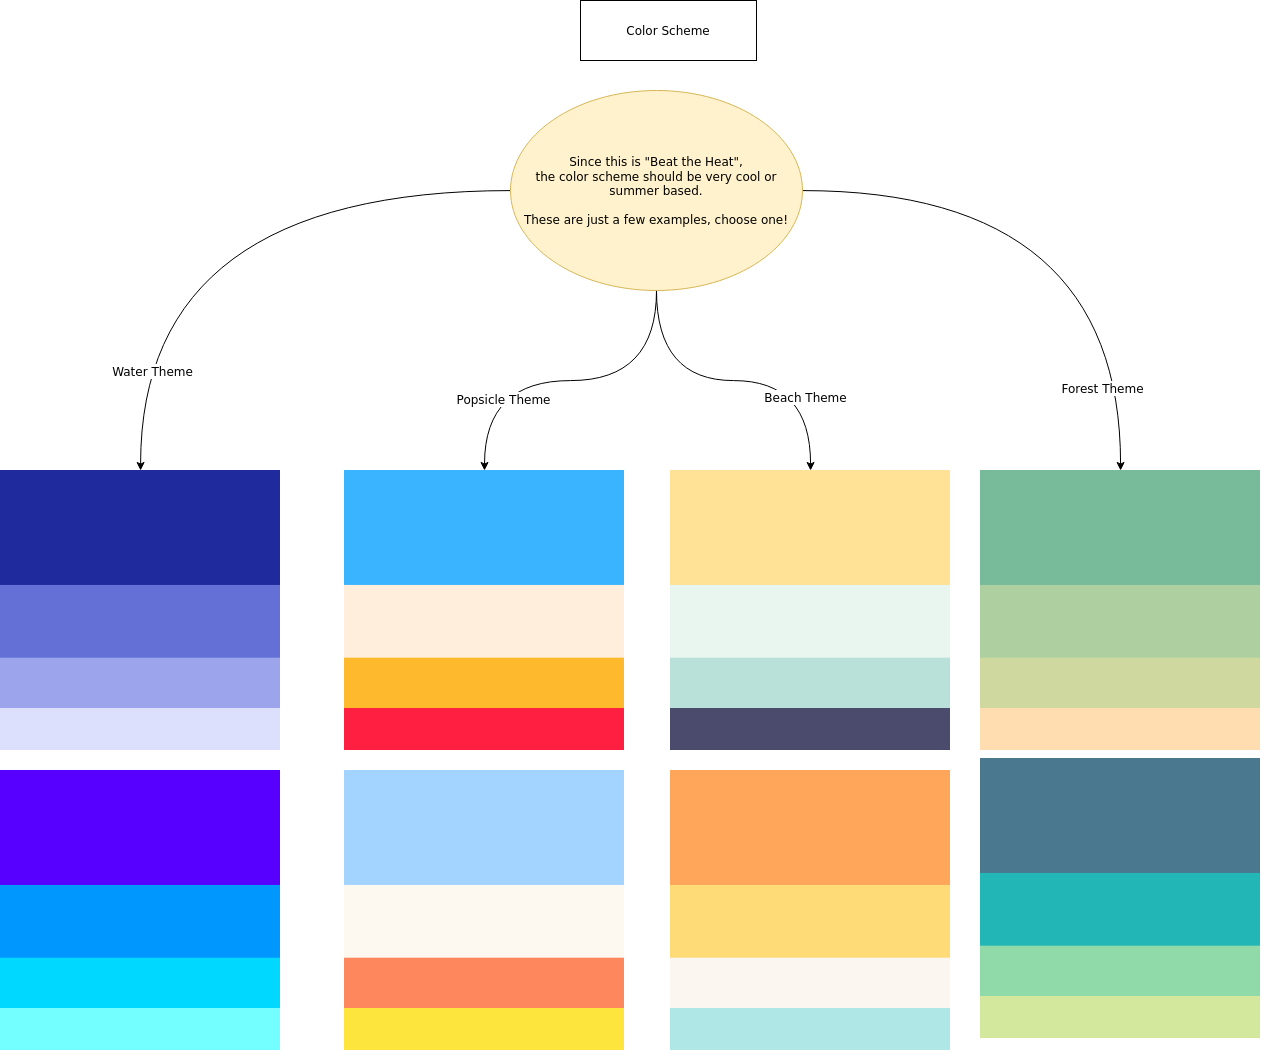 Color Scheme
Since this is "Beat the Heat",
the color scheme should be very cool or
summer based.
These are just a few examples, choose one!
Water Theme
Popsicle Theme
Beach Theme
Forest Theme